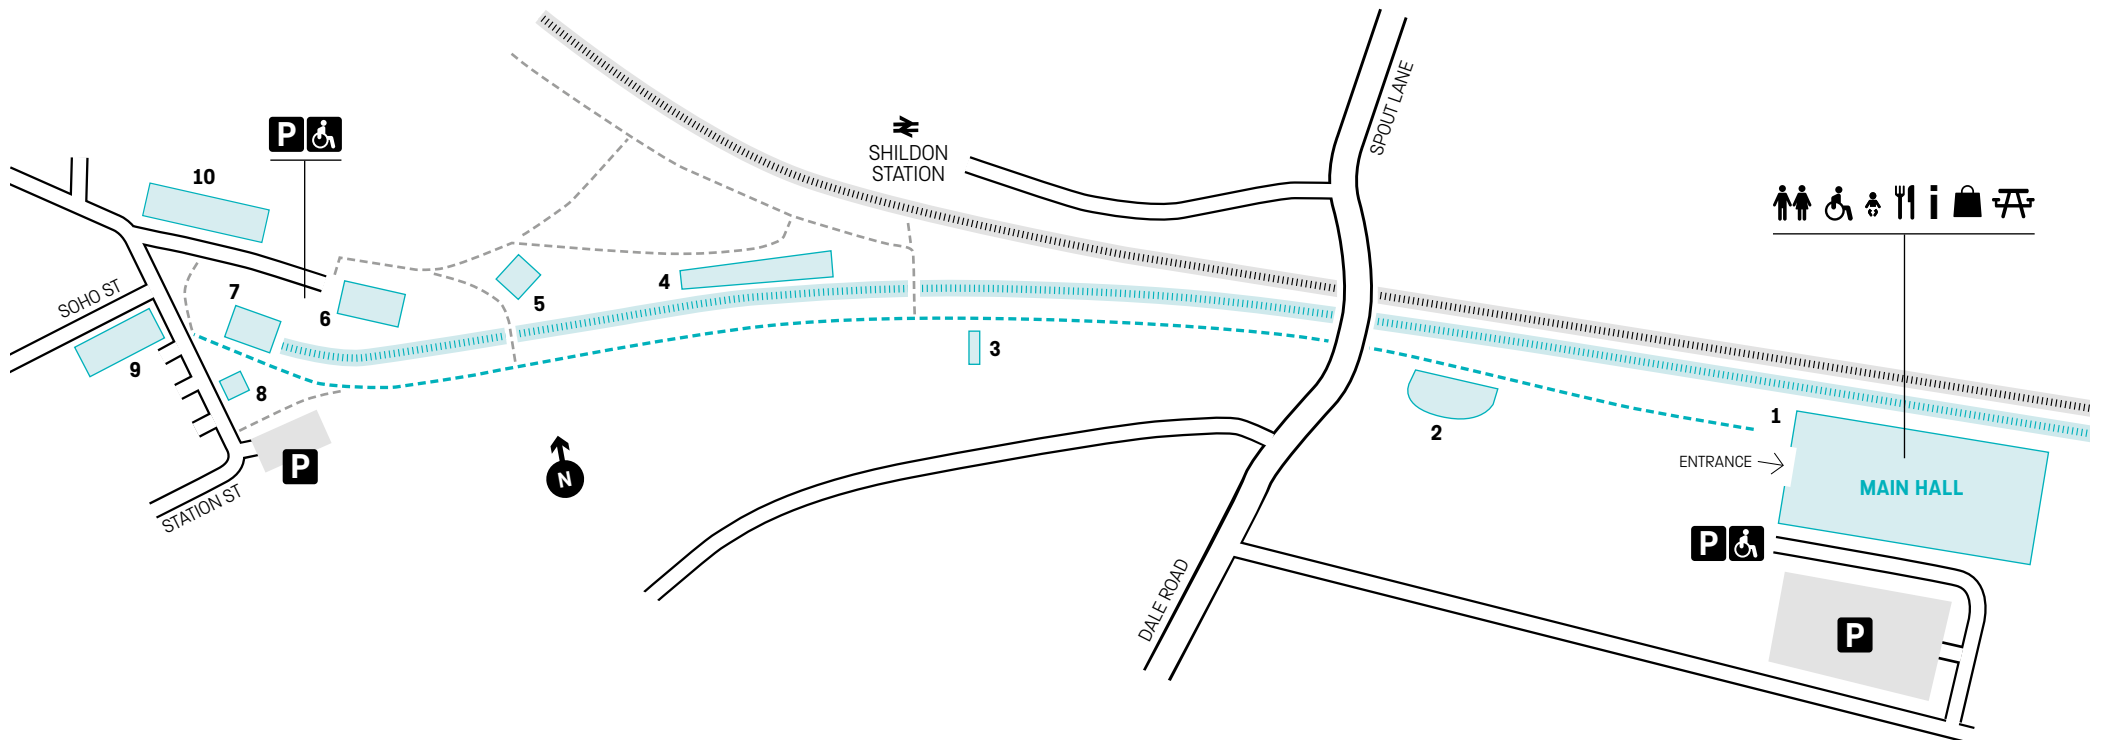 P
10
SHILDON
STATION
SPOUT LANE
SOHO ST
7
6
5
4
3
9
8
P
STATION ST
N
DALE ROAD
2
1
ENTRANCE
MAIN HALL
P
P